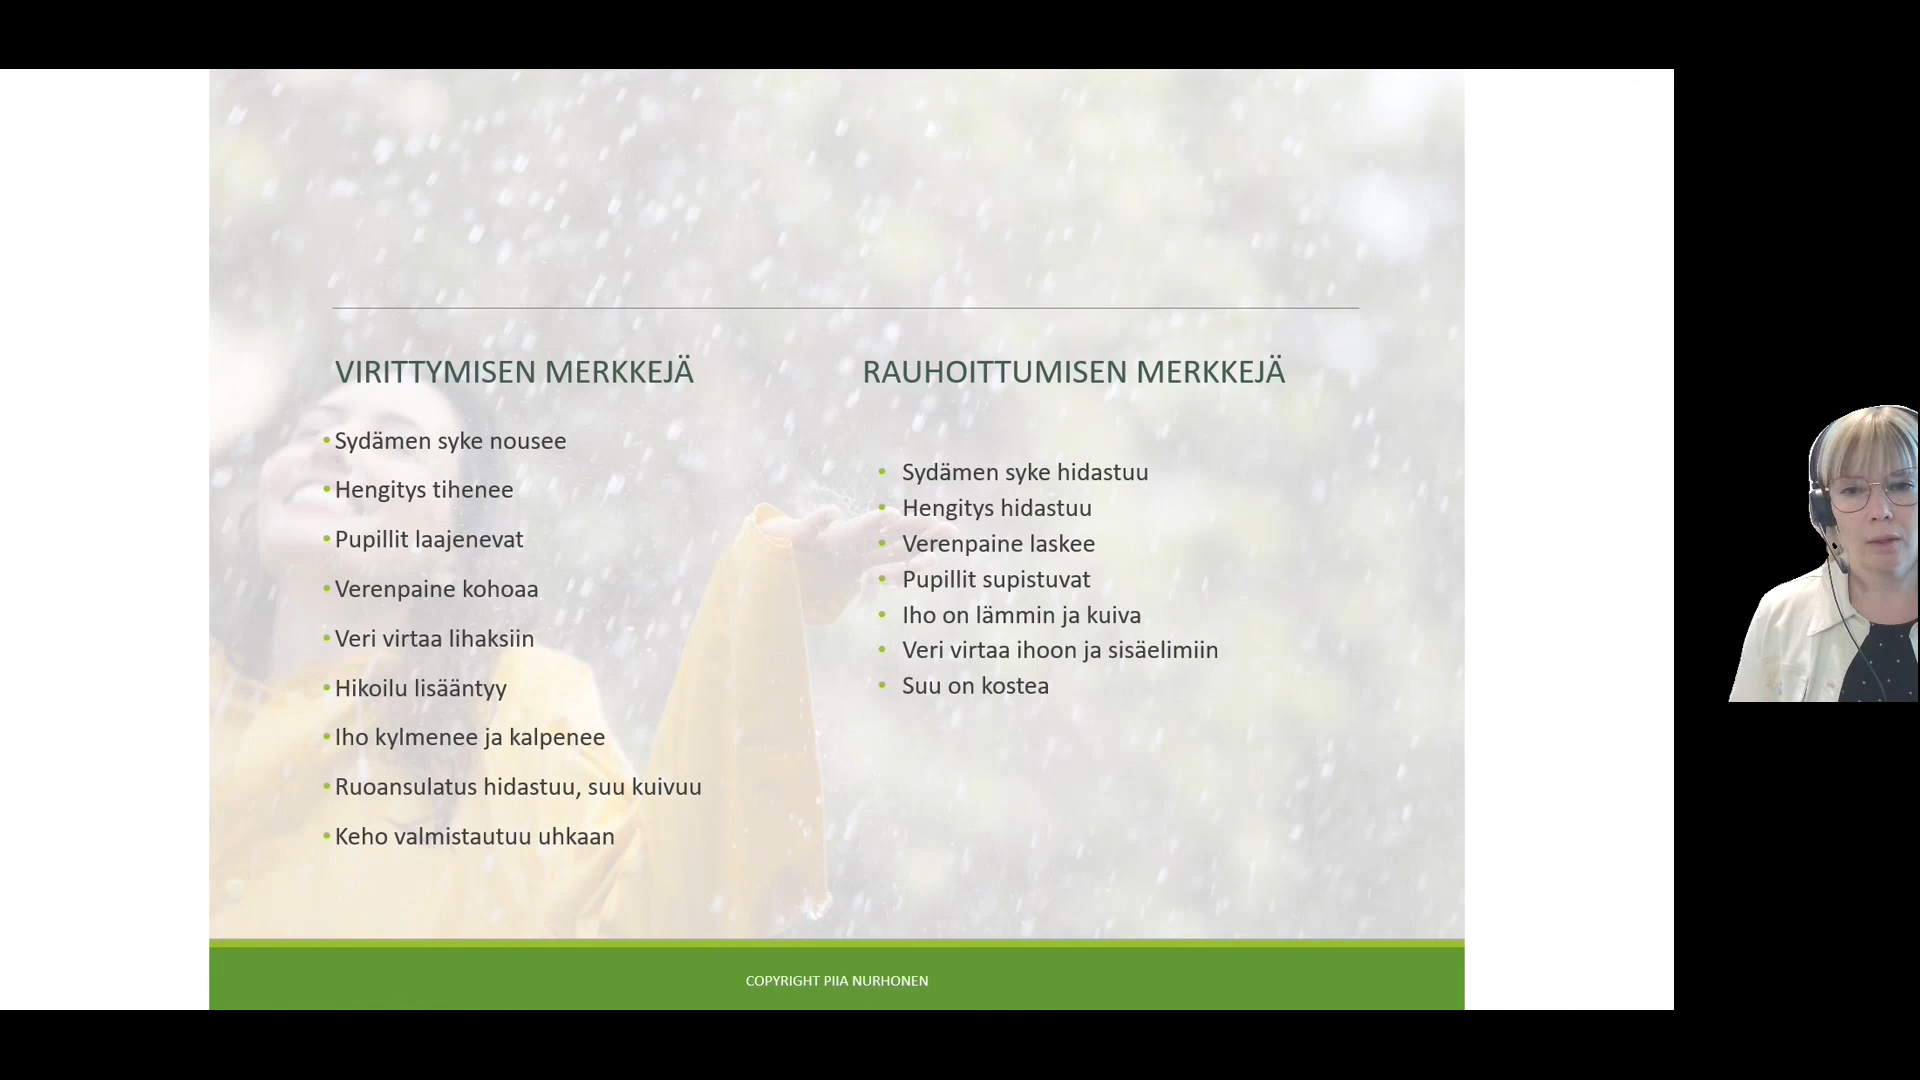 VIRITTYMISEN MERKKEJÄ
• Sydämen syke nousee
• Hengitys tihenee
• Pupillit laajenevat
• Verenpaine kohoaa
• Veri virtaa lihaksiin
• Hikoilu lisääntyy
• Iho kylmenee ja kalpenee
• Ruoansulatus hidastuu, suu kuivuu
• Keho valmistautuu uhkaan
RAUHOITTUMISEN MERKKEJÄ
• Sydämen syke hidastuu
• Hengitys hidastuu
• Verenpaine laskee
• Pupillit supistuvat
• Iho on lämmin ja kuiva
• Veri virtaa ihoon ja sisäelimiin
• Suu on kostea
COPYRIGHT PIIA NURHONEN